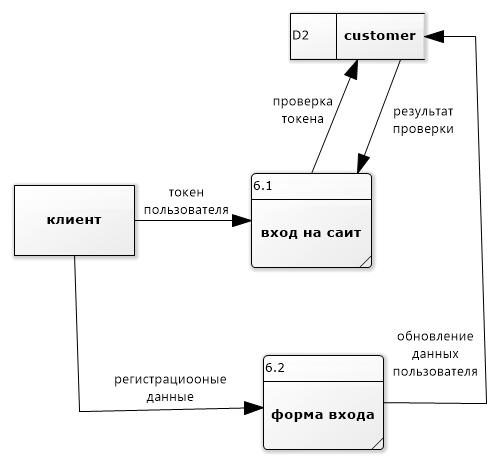 D2
customer
проверка
токена
результат
проверки
6.1
вход на саит
клиент
токен
пользователя
обновление
данных
пользователя
6.2
форма входа
регистрациооные
данные